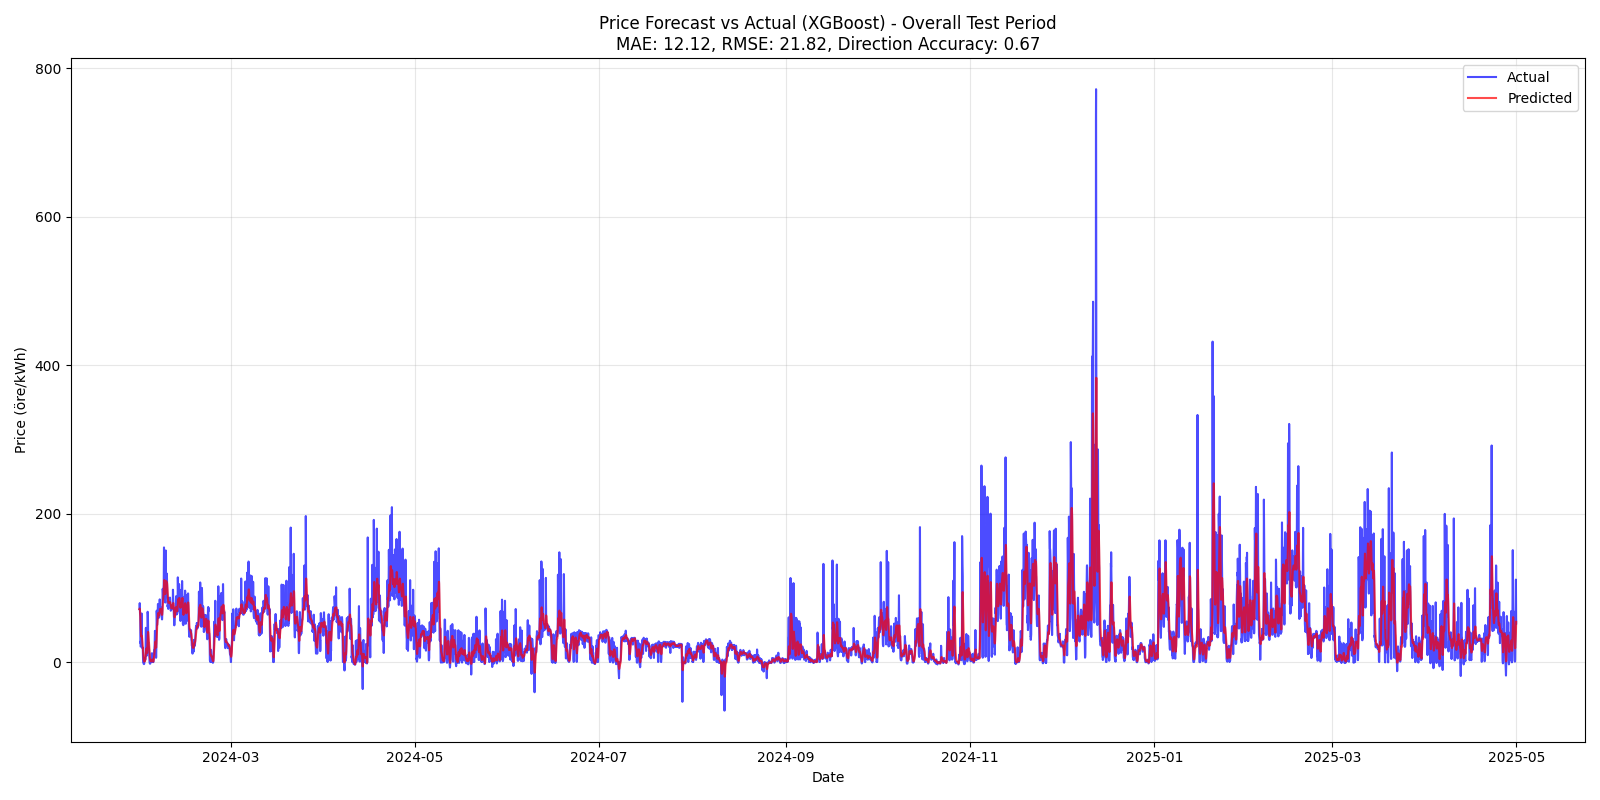 Price Forecast vs Actual (XGBoost) - Overall Test Period
MAE: 12.12, RMSE: 21.82, Direction Accuracy: 0.67
Actual
Predicted
Price (öre/kWh)
800
600
400
200
0
2024-03
2024-05
2024-07
2024-09
2024-11
2025-01
2025-03
2025-05
Date